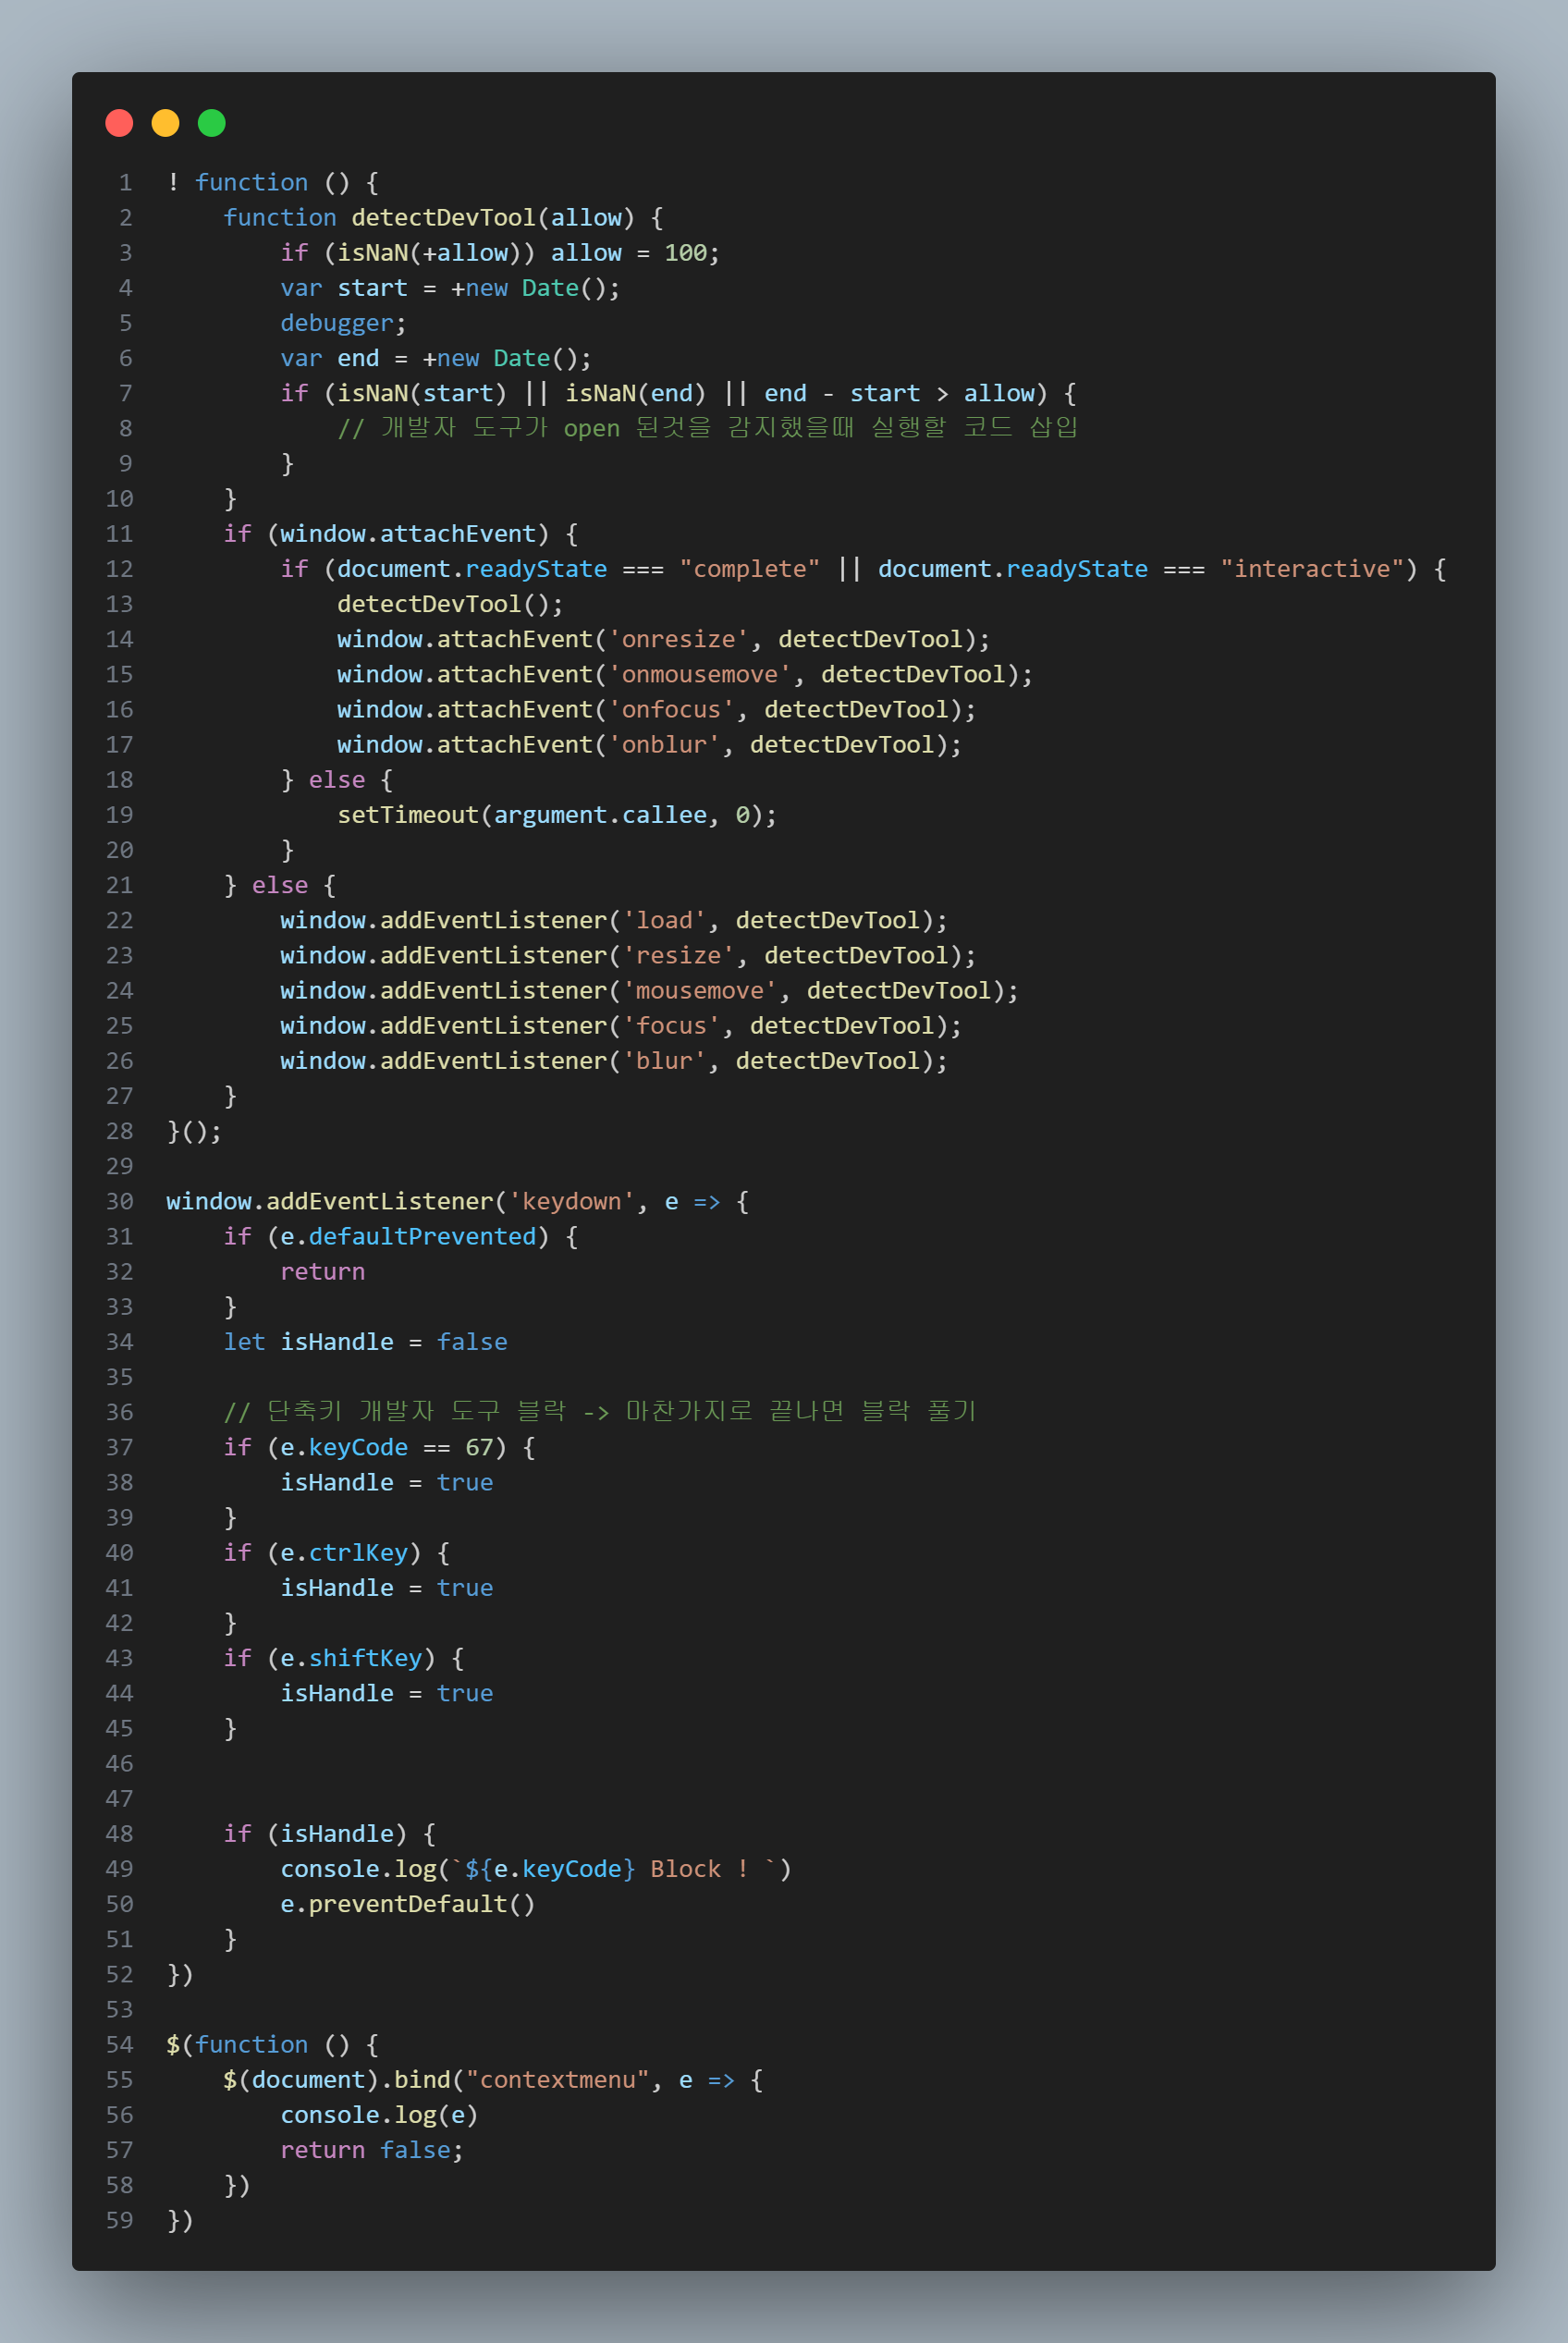 1 ! function () {
2 function detectDevTool(allow) {
3 if (isNaN(+allow)) allow = 100;
4 var start = +new Date();
5 debugger;
6 var end = +new Date();
7 if (isNaN(start) || isNaN(end) || end - start > allow) {
8 // 개발자 도구가 open 된것을 감지했을때 실행할 코드 삽입
9 }
10 }
11 if (window.attachEvent) {
12 if (document.readyState === "complete" || document.readyState === "interactive") {
13 detectDevTool();
14 window.attachEvent('onresize', detectDevTool);
15 window.attachEvent('onmousemove', detectDevTool);
16 window.attachEvent('onfocus', detectDevTool);
17 window.attachEvent('onblur', detectDevTool);
18 } else {
19 setTimeout(argument.callee, 0);
20 }
21 } else {
22 window.addEventListener('load', detectDevTool);
23 window.addEventListener('resize', detectDevTool);
24 window.addEventListener('mousemove', detectDevTool);
25 window.addEventListener('focus', detectDevTool);
26 window.addEventListener('blur', detectDevTool);
27 }
28 }();
29
30 window.addEventListener('keydown', e => {
31 if (e.defaultPrevented) {
32 return
33 }
34 let isHandle = false
35
36 // 단축키 개발자 도구 블락 -> 마찬가지로 끝나면 블락 풀기
37 if (e.keyCode == 67) {
38 isHandle = true
39 }
40 if (e.ctrlKey) {
41 isHandle = true
42 }
43 if (e.shiftKey) {
44 isHandle = true
45 }
46
47
48 if (isHandle) {
49 console.log(`${e.keyCode} Block ! `)
50 e.preventDefault()
51 }
52 })
53
54 $(function () {
55 $(document).bind("contextmenu", e => {
56 console.log(e)
57 return false;
58 })
59 })